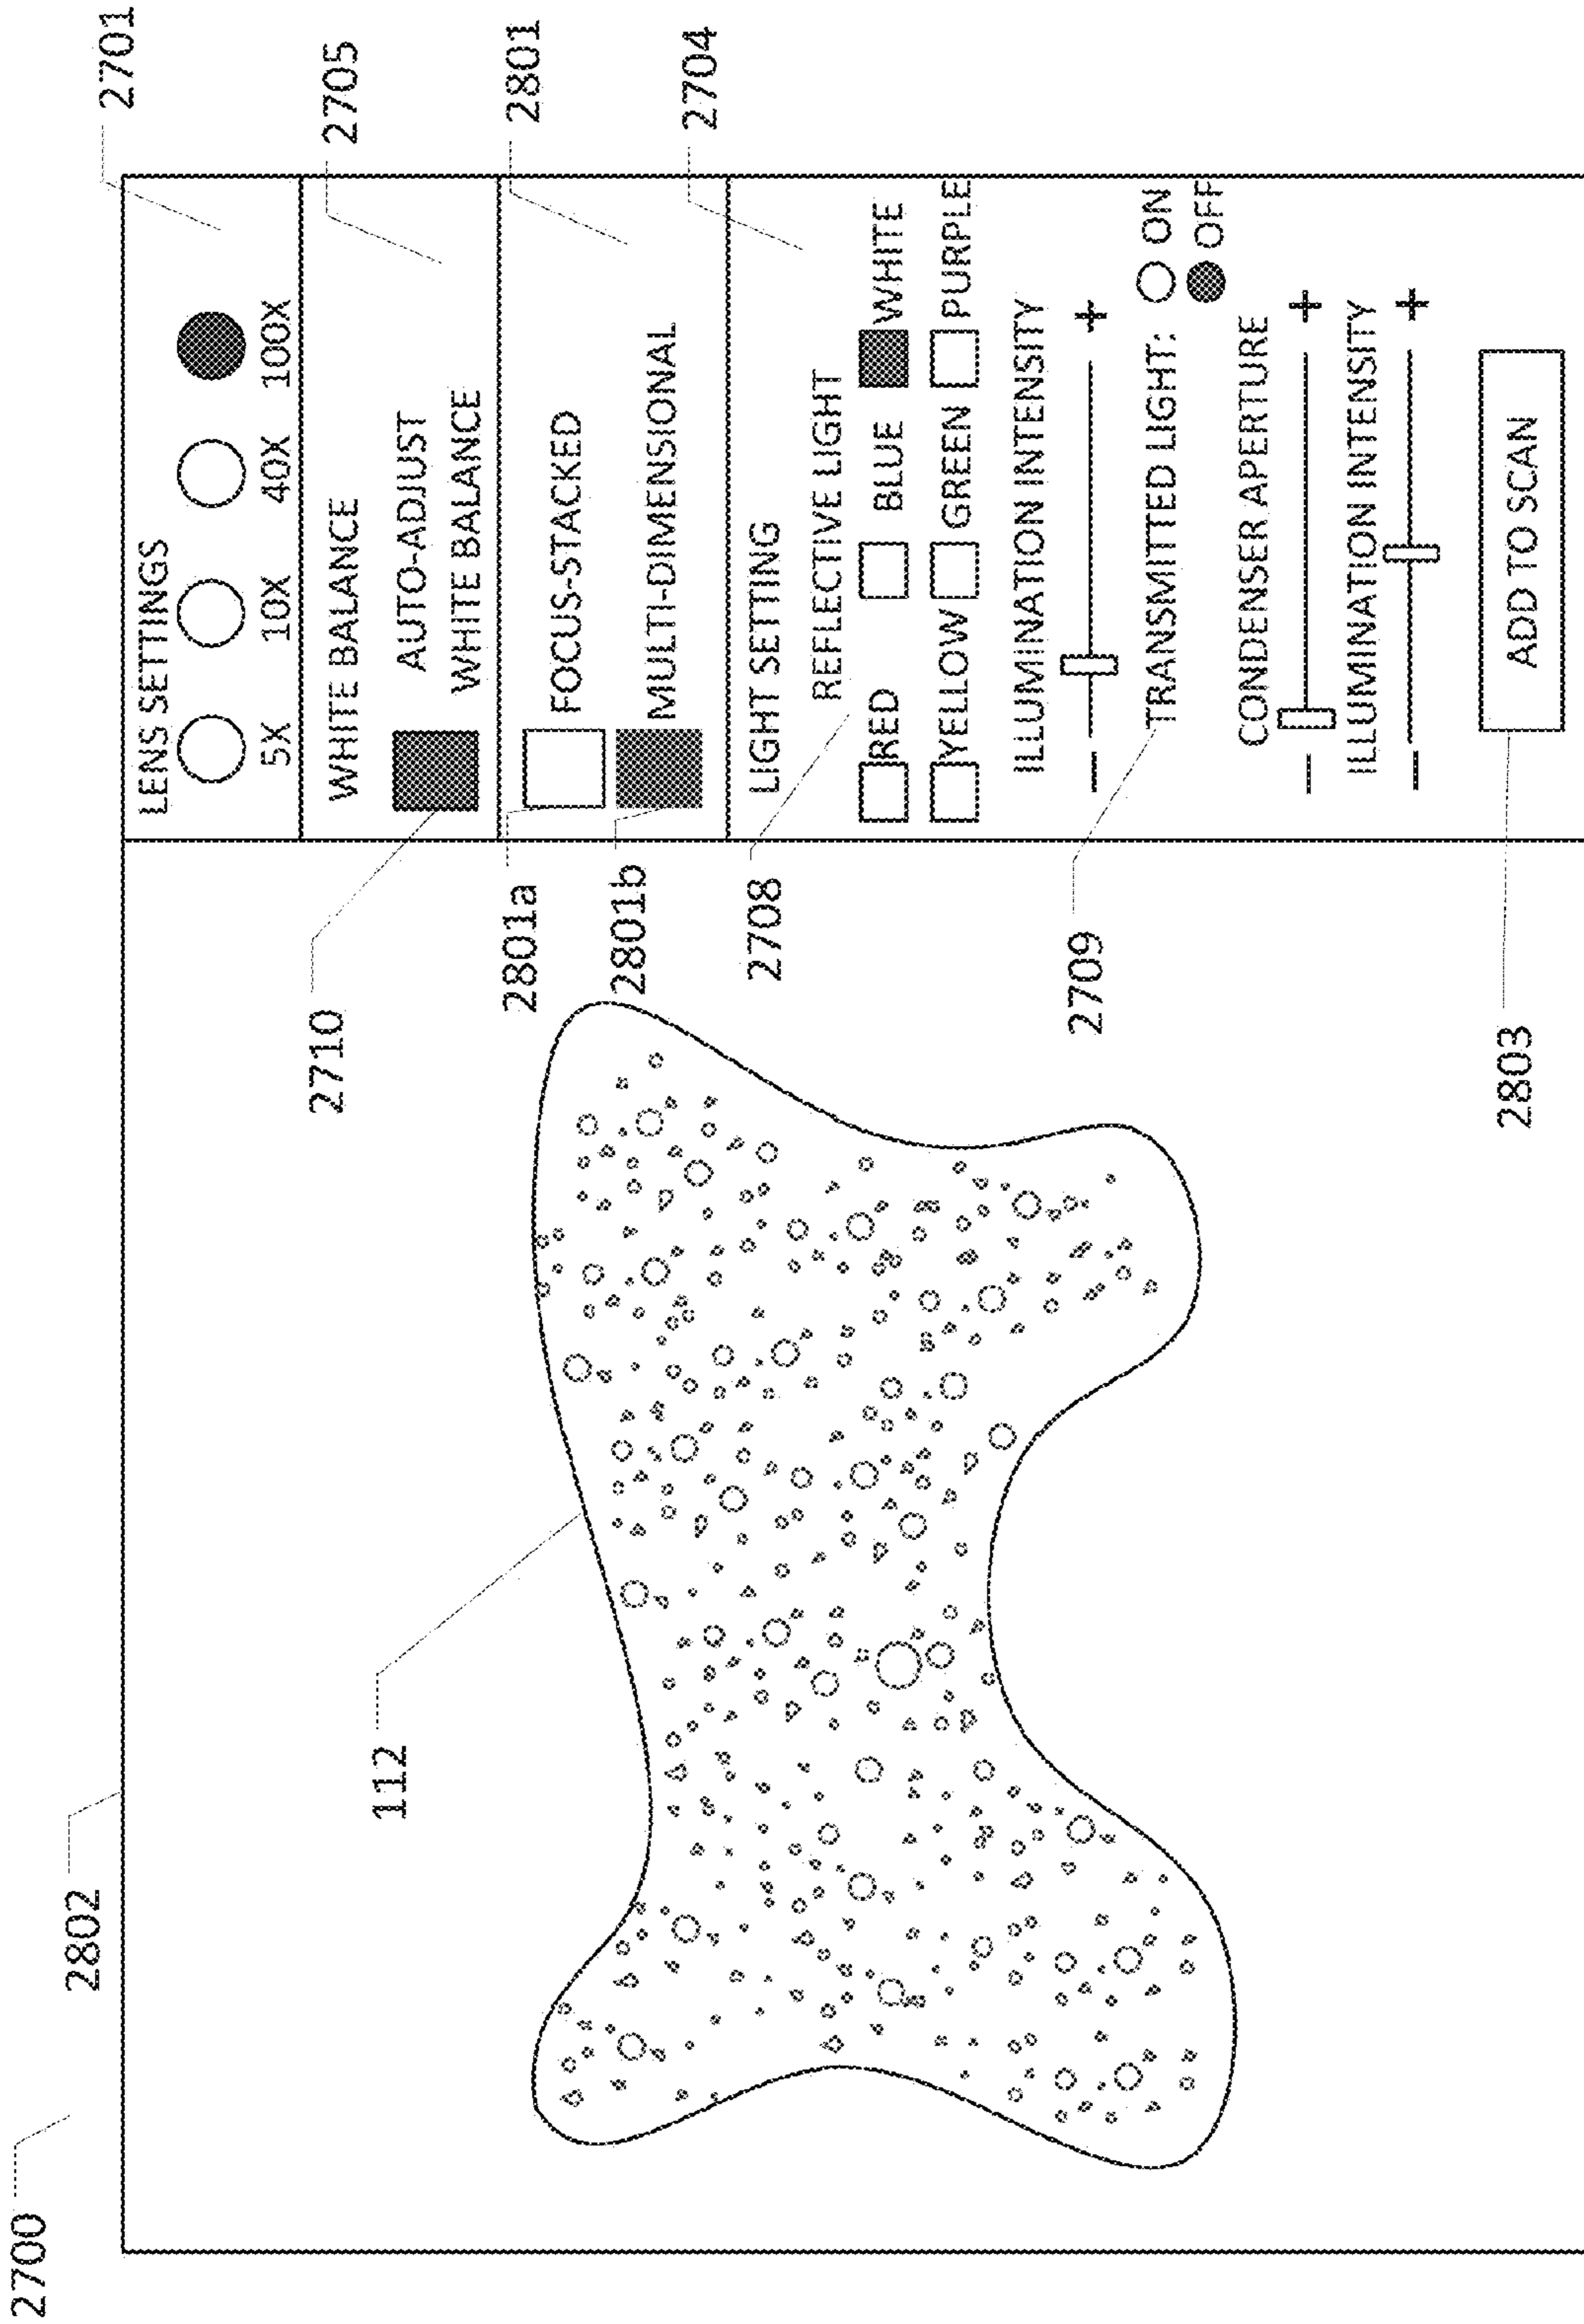 2700
2802
112
2701
2705
2801
2704
2710
2801a
2801b
2708
2709
2803
LENS SETTINGS
5X 10X 40X 100X
WHITE BALANCE
AUTO-ADJUST
WHITE BALANCE
FOCUS-STACKED
MULTI-DIMENSIONAL
LIGHT SETTING
REFLECTIVE LIGHT
RED BLUE WHITE
YELLOW GREEN PURPLE
ILLUMINATION INTENSITY
— +
TRANSMITTED LIGHT: ON
OFF
CONDENSER APERTURE
— +
ILLUMINATION INTENSITY
— +
ADD TO SCAN